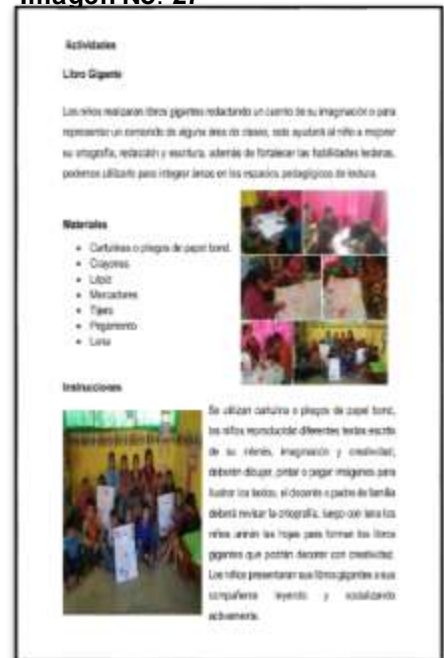 Imagen No. 27
Actividades
Libro Gigante
Los niños realizaran libros gigantes redactando un cuento de su imaginación o para
representar un contenido de alguna área de clases, esto ayudará al niño a mejorar
su ortografía, redacción y escritura, además de fortalecer las habilidades lectoras,
podemos utilizarlo para integrar áreas en los espacios pedagógicos de lectura.
Materiales
• Cartulinas o pliegos de papel bond.
• Crayones
• Lápiz
• Marcadores
• Tijera
• Pegamento
• Lana
Instrucciones
Se utilizan cartulina o pliegos de papel bond,
los niños reproducirán diferentes textos escrito
de su interés, imaginación y creatividad,
deberán dibujar, pintar o pegar imágenes para
ilustrar los textos, el docente o padre de familia
deberá revisar la ortografía, luego con lana los
niños unirán las hojas para formar los libros
gigantes que podrán decorar con creatividad.
Los niños presentaran sus libros gigantes a sus
compañeros leyendo y socializando
activamente.